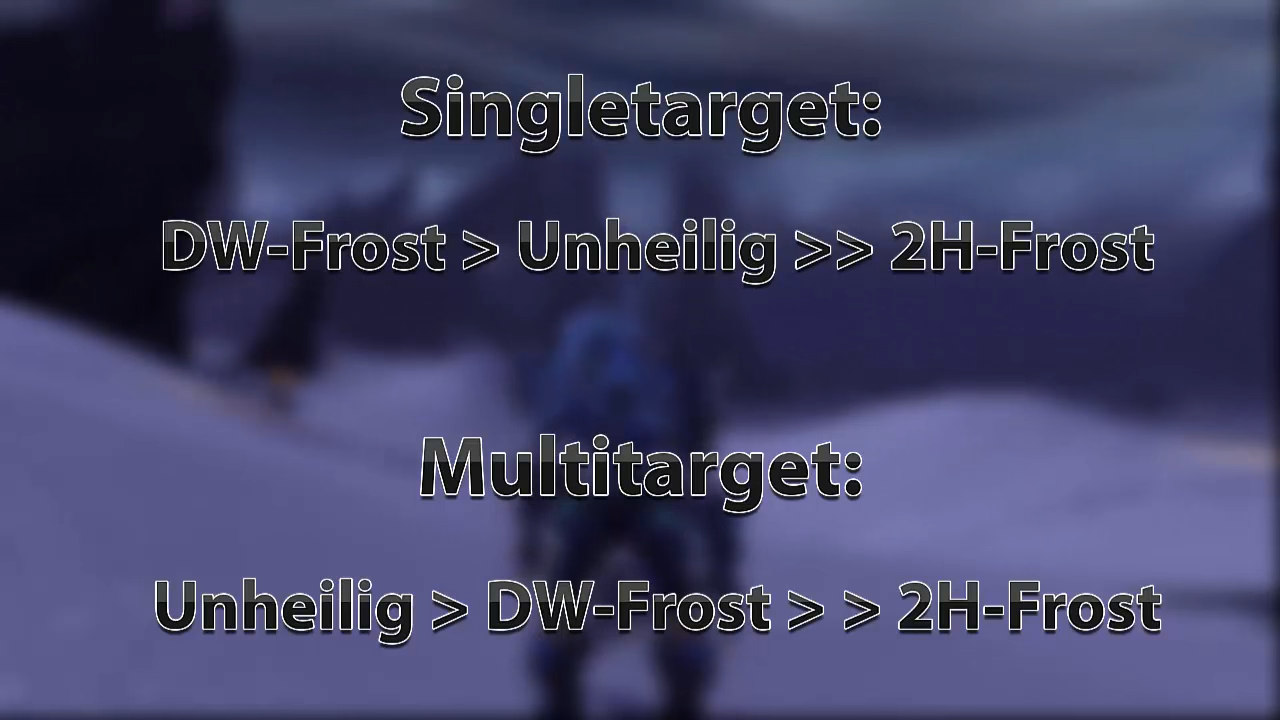 Singletarget:
DW-Frost > Unheilig >> 2H-Frost
Multitarget:
Unheilig > DW-Frost > > 2H-Frost